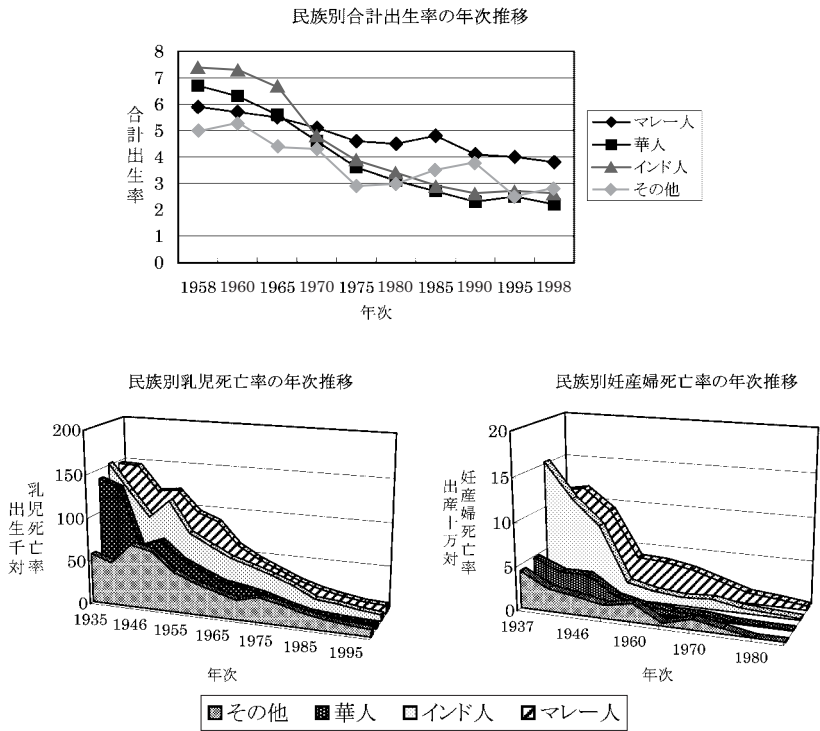 民族別合計出生率の年次推移
合計出生率
8
7
6
5
4
3
2
1
0
1958 1960 1965 1970 1975 1980 1985 1990 1995 1998
年次
マレー人
華人
インド人
その他
民族別乳児死亡率の年次推移
乳児死亡率
出生千対
200
150
100
50
0
1935 1946 1955 1965 1975 1985 1995
年次
民族別妊産婦死亡率の年次推移
妊産婦死亡率
出産十万対
20
15
10
5
0
1937 1946 1960 1970 1980
年次
その他 華人 インド人 マレー人